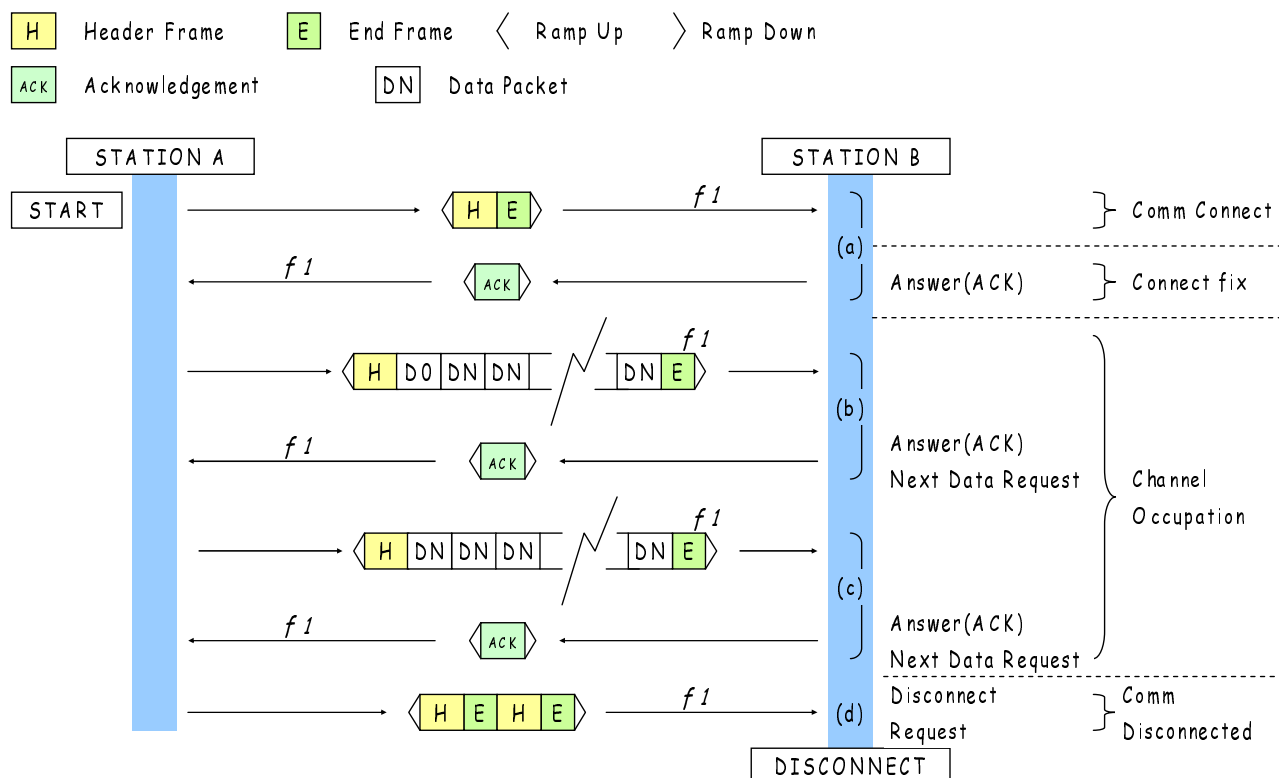 H Header Frame E End Frame Ramp Up Ramp Down
ACK Acknowledgement DN Data Packet
STATION A STATION B
START H E f1 Comm Connect
(a)
f1 ACK Answer(ACK) Connect fix
f1
H D0 DN DN DN E
(b)
f1 ACK Answer(ACK)
Next Data Request
Channel
Occupation
f1
H DN DN DN DN E
(c)
f1 ACK Answer(ACK)
Next Data Request
H E H E f1 (d) Disconnect
Request
Comm
Disconnected
DISCONNECT